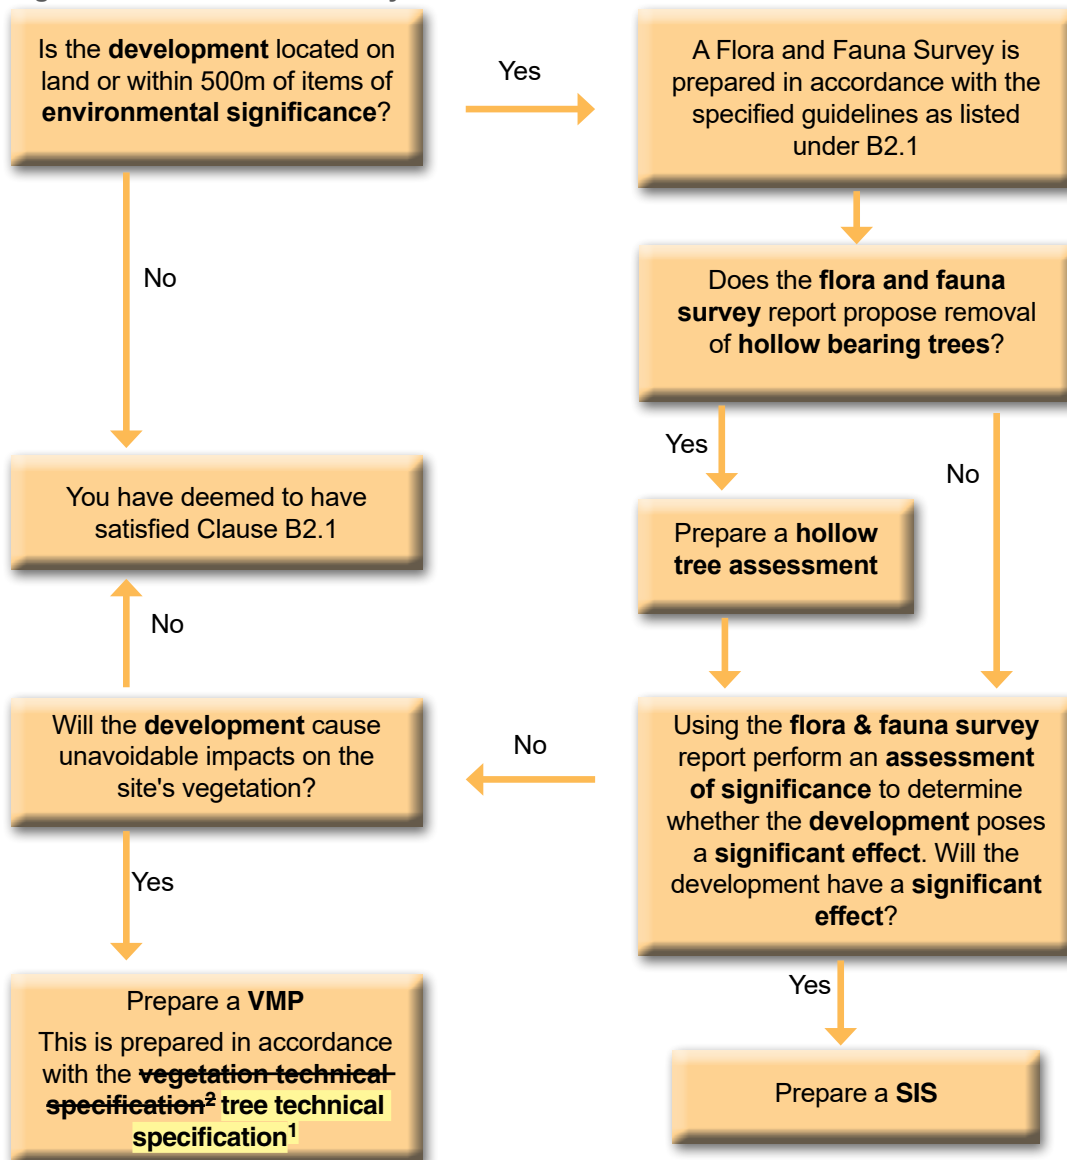 Is the development located on
land or within 500m of items of
environmental significance?
Yes
A Flora and Fauna Survey is
prepared in accordance with the
specified guidelines as listed
under B2.1
No
Does the flora and fauna
survey report propose removal
of hollow bearing trees?
Yes
No
You have deemed to have
satisfied Clause B2.1
Prepare a hollow
tree assessment
No
Will the development cause
unavoidable impacts on the
site's vegetation?
No
Using the flora & fauna survey
report perform an assessment
of significance to determine
whether the development poses
a significant effect. Will the
development have a significant
effect?
Yes
Yes
Prepare a VMP
This is prepared in accordance
with the vegetation technical
specification² tree technical
specification¹
Prepare a SIS